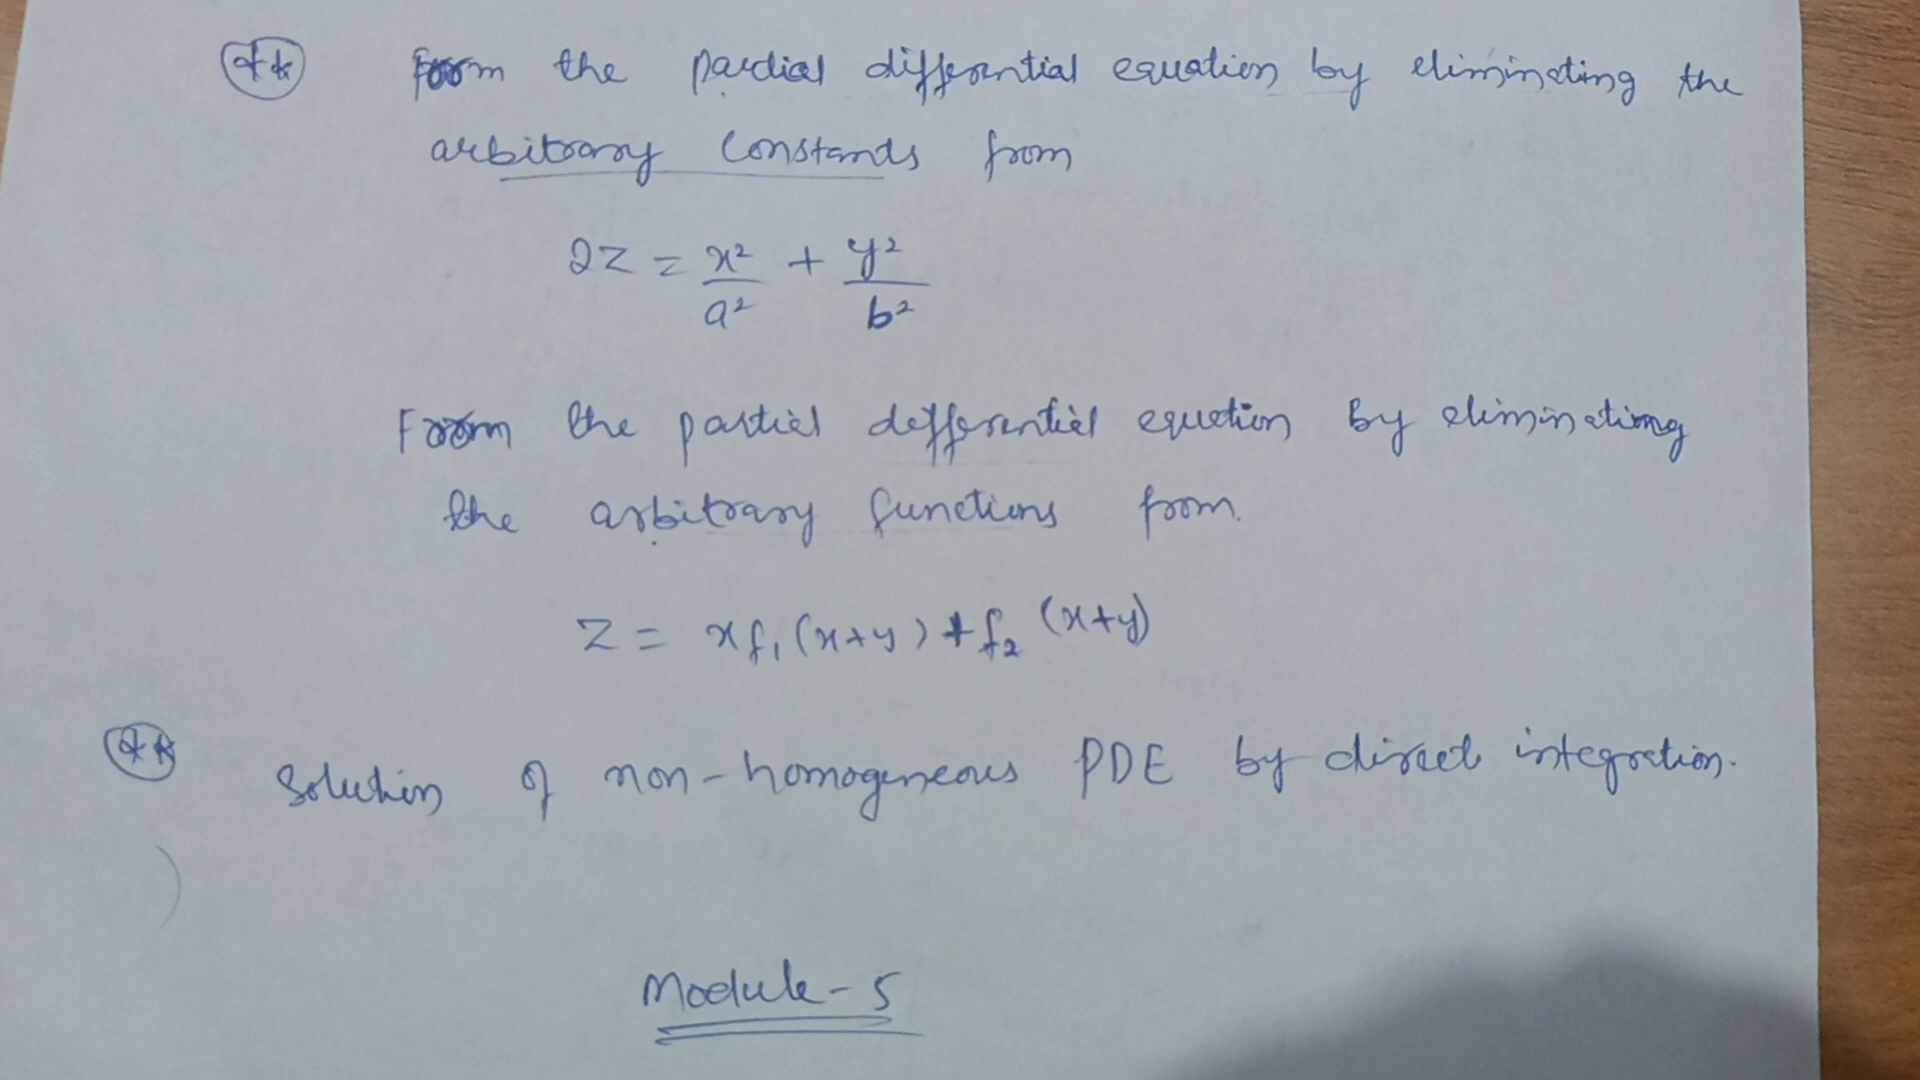 ** Form the partial differential equation by eliminating the
arbitrary constants from
2Z = x²/a² + y²/b²
Form the partial differential equation By eliminating
the arbitrary functions from.
Z = xf₁(x+y) + f₂(x+y)
** Solution of non-homogeneous PDE by direct integration.
Module-5